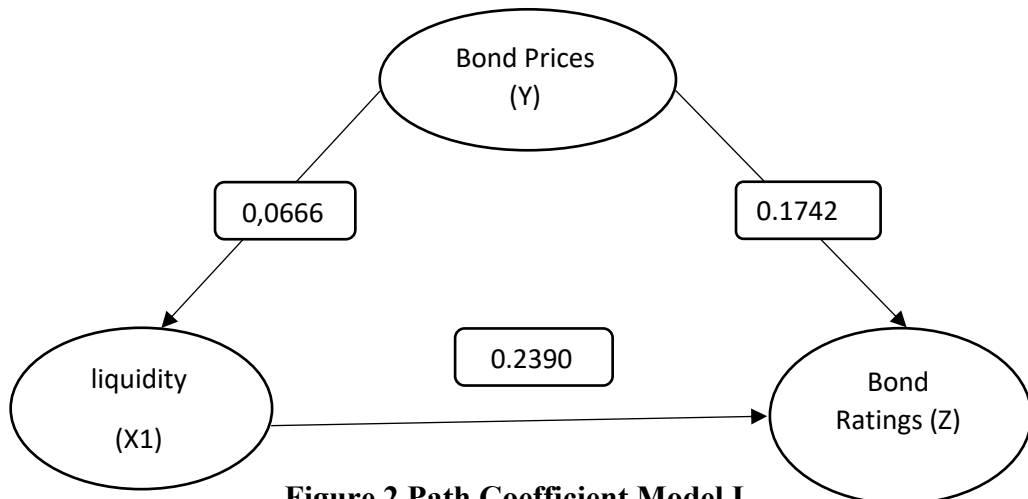 Bond Prices
(Y)
0,0666
0.1742
0.2390
liquidity
(X1)
Bond
Ratings (Z)
Figure 2 Path Coefficient Model I